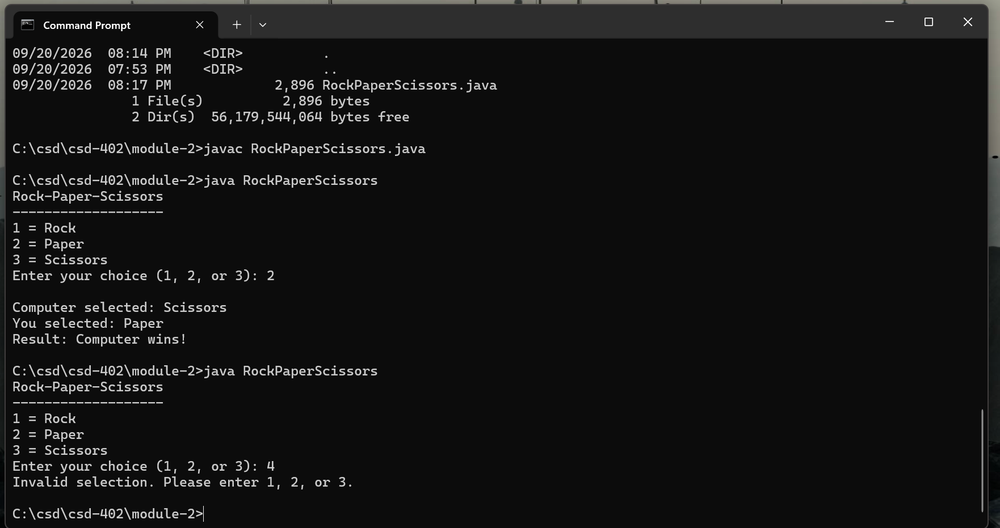 Command Prompt
09/20/2026  08:14 PM    <DIR>          .
09/20/2026  07:53 PM    <DIR>          ..
09/20/2026  08:17 PM             2,896 RockPaperScissors.java
               1 File(s)          2,896 bytes
               2 Dir(s)  56,179,544,064 bytes free
C:\csd\csd-402\module-2>javac RockPaperScissors.java
C:\csd\csd-402\module-2>java RockPaperScissors
Rock-Paper-Scissors
-------------------
1 = Rock
2 = Paper
3 = Scissors
Enter your choice (1, 2, or 3): 2
Computer selected: Scissors
You selected: Paper
Result: Computer wins!
C:\csd\csd-402\module-2>java RockPaperScissors
Rock-Paper-Scissors
-------------------
1 = Rock
2 = Paper
3 = Scissors
Enter your choice (1, 2, or 3): 4
Invalid selection. Please enter 1, 2, or 3.
C:\csd\csd-402\module-2>